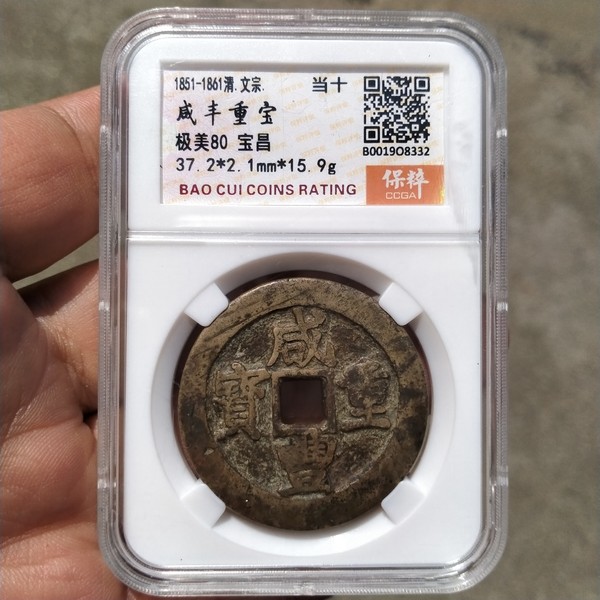 1851-1861清.文宗. 当十
咸丰重宝
极美80 宝昌
37.2*2.1mm*15.9g
BAO CUI COINS RATING
B0019O8332
保粹
CCGA
咸
寶 重
豐